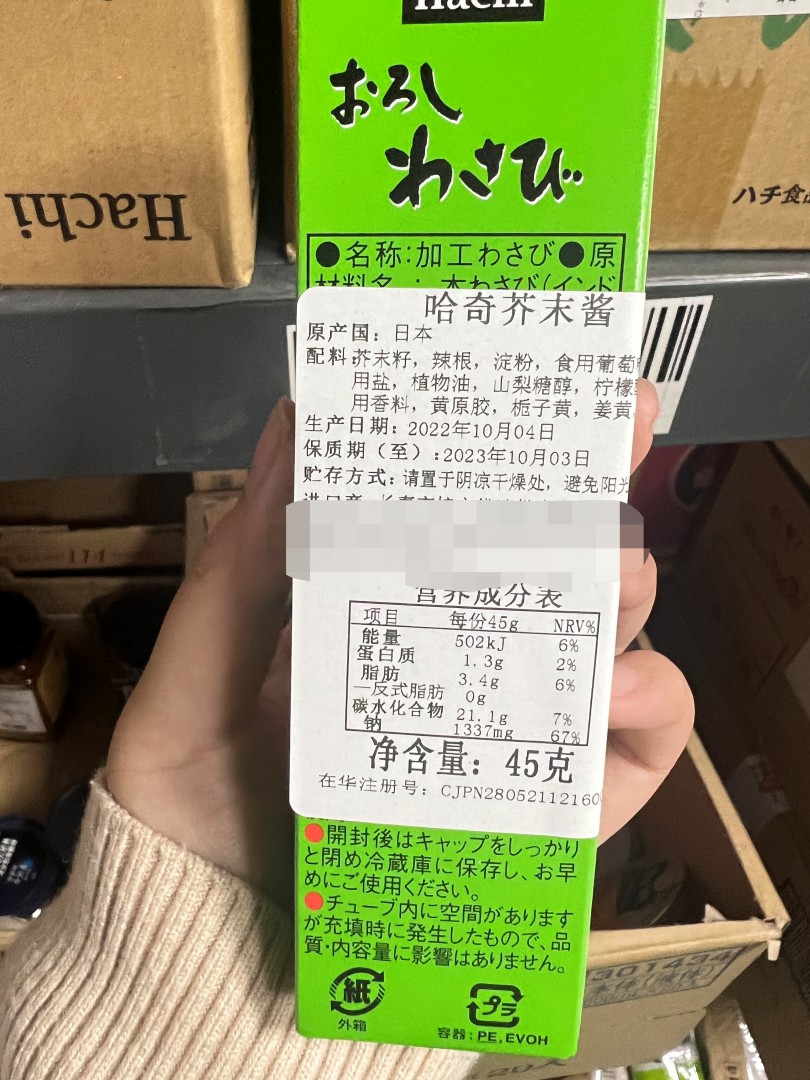 Hachi
おろし
わさび
●名称:加工わさび●原
材料名:本わさび(インド
哈奇芥末酱
原产国：日本
配料:芥末籽，辣根，淀粉，食用葡萄
用盐，植物油，山梨糖醇，柠檬
用香料，黄原胶，栀子黄，姜黄
生产日期：2022年10月04日
保质期（至）:2023年10月03日
贮存方式:请置于阴凉干燥处，避免阳光
营养成分表
项目 每份45g NRV%
能量 502kJ 6%
蛋白质 1.3g 2%
脂肪 3.4g 6%
—反式脂肪 0g
碳水化合物 21.1g 7%
钠 1337mg 67%
净含量：45克
在华注册号：CJPN28052112160
●開封後はキャップをしっかり
と閉め冷蔵庫に保存し、お早
めにご使用ください。
●チューブ内に空間があります
が充填時に発生したもので、品
質・内容量に影響はありません。
紙
外箱
プラ
容器：PE,EVOH
Hachi
ハチ食品
301434